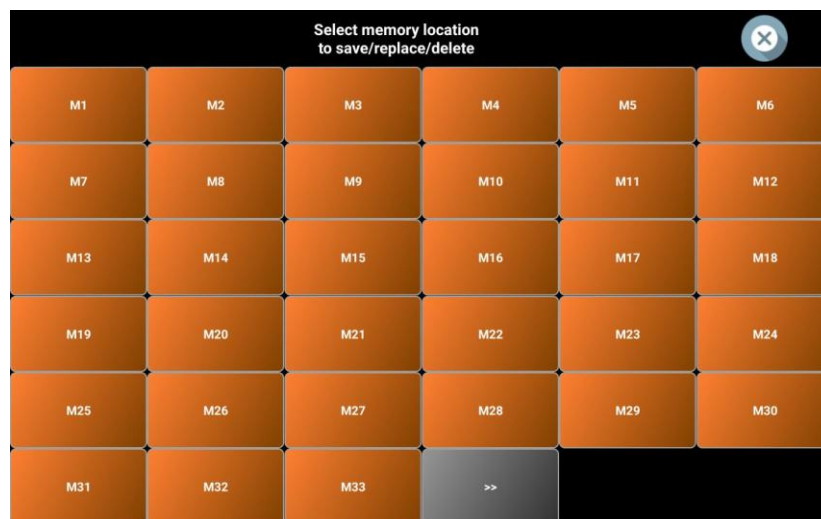 Select memory location
to save/replace/delete
M1 M2 M3 M4 M5 M6
M7 M8 M9 M10 M11 M12
M13 M14 M15 M16 M17 M18
M19 M20 M21 M22 M23 M24
M25 M26 M27 M28 M29 M30
M31 M32 M33 >>